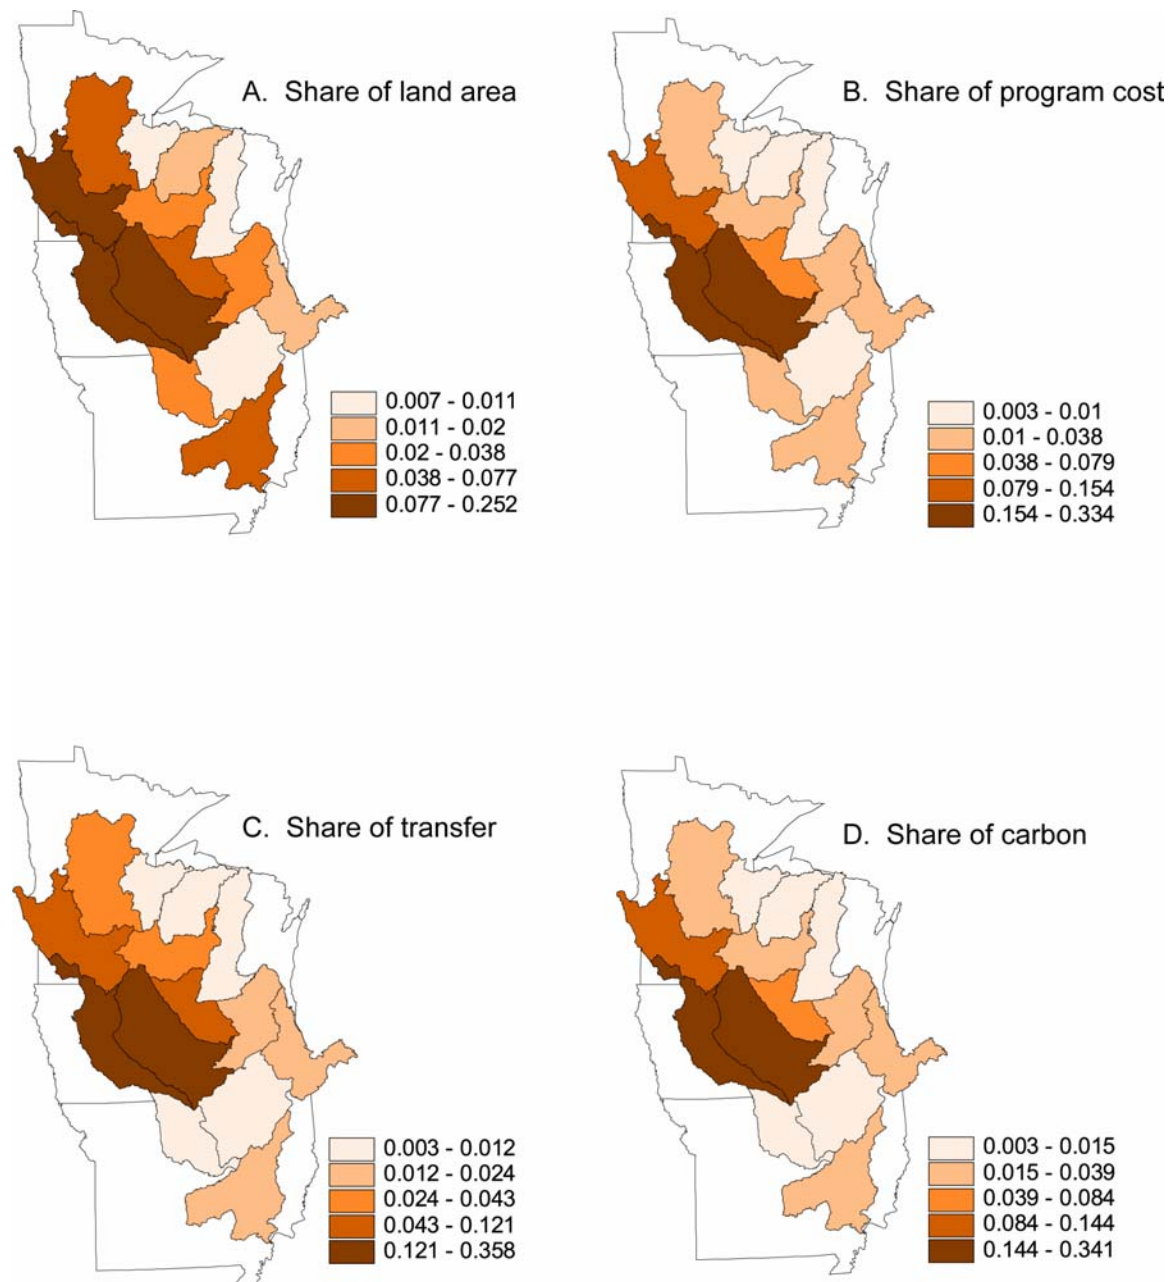 A. Share of land area
0.007 - 0.011
0.011 - 0.02
0.02 - 0.038
0.038 - 0.077
0.077 - 0.252
B. Share of program cost
0.003 - 0.01
0.01 - 0.038
0.038 - 0.079
0.079 - 0.154
0.154 - 0.334
C. Share of transfer
0.003 - 0.012
0.012 - 0.024
0.024 - 0.043
0.043 - 0.121
0.121 - 0.358
D. Share of carbon
0.003 - 0.015
0.015 - 0.039
0.039 - 0.084
0.084 - 0.144
0.144 - 0.341